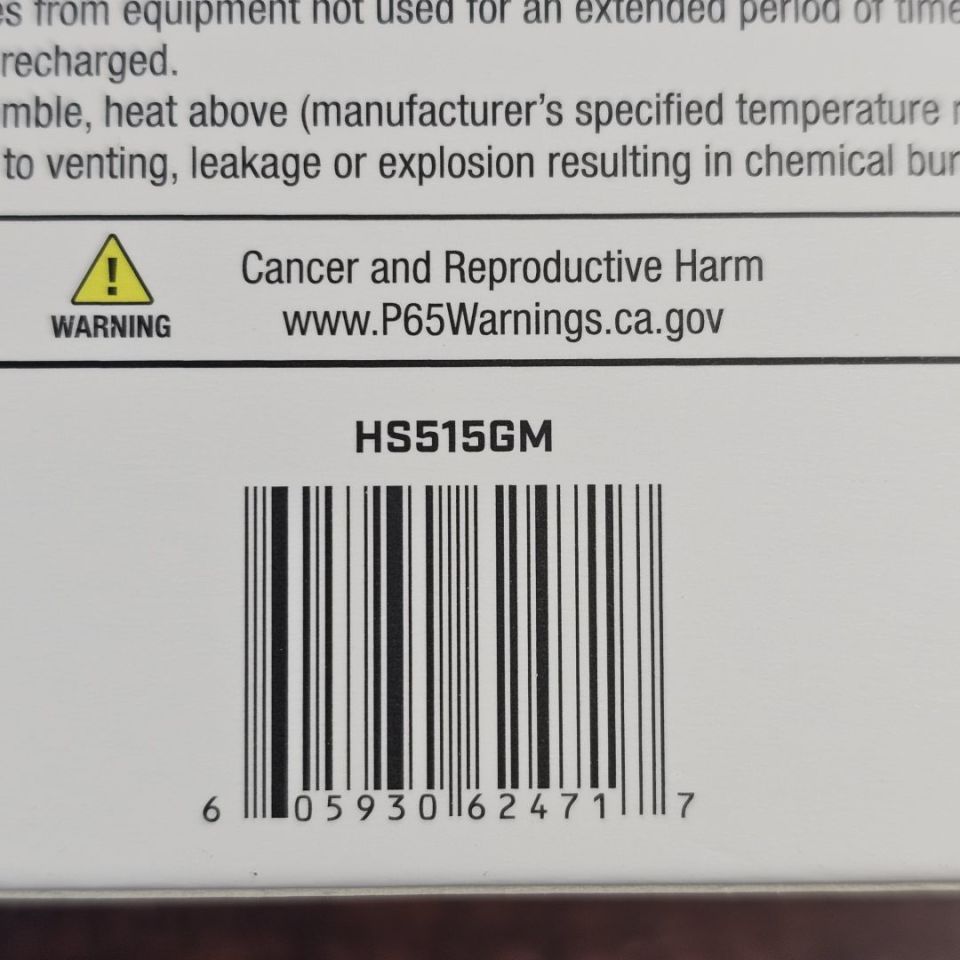 es from equipment not used for an extended period of time
recharged.
mble, heat above (manufacturer's specified temperature r
to venting, leakage or explosion resulting in chemical bur
Cancer and Reproductive Harm
WARNING www.P65Warnings.ca.gov
HS515GM
6 05930 62471 7